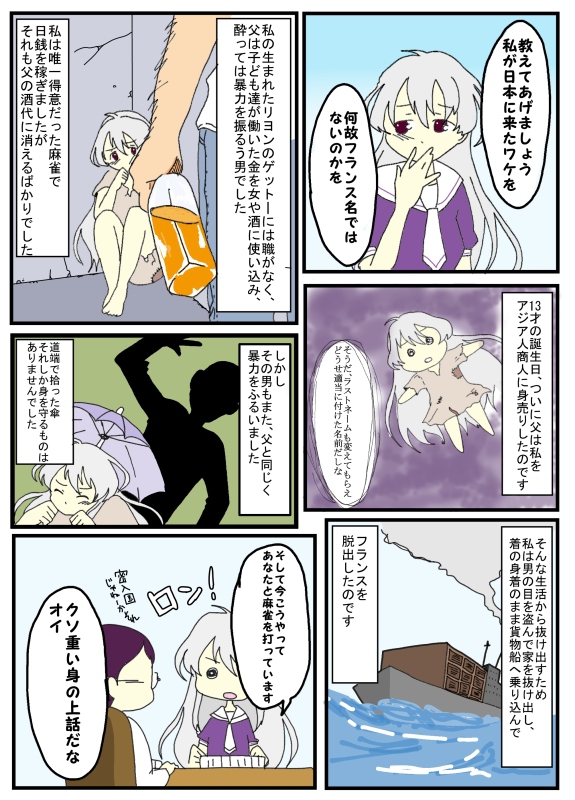 教えてあげましょう
私が日本に来たワケを
何故フランス名では
ないのかを
私の生まれたリヨンのゲットーには職がなく、
父は子ども達が働いた金を女や酒に使い込み、
酔っては暴力を振るう男でした
私は唯一得意だった麻雀で
日銭を稼ぎましたが
それも父の酒代に消えるばかりでした
13才の誕生日、ついに父は私を
アジア人商人に身売りしたのです
そうだ、ラストネームも変えてもらえ
どうせ適当に付けた名前だしな
しかし
その男もまた、父と同じく
暴力をふるいました
道端で拾った傘
それしか身を守るものは
ありませんでした
そんな生活から抜け出すため
私は男の目を盗んで家を抜け出し、
着の身着のまま貨物船へ乗り込んで
フランスを
脱出したのです
そして今こうやって
あなたと麻雀を打っています
ロン!
密入国
じゃねーかそれ
クソ重い身の上話だな
オイ